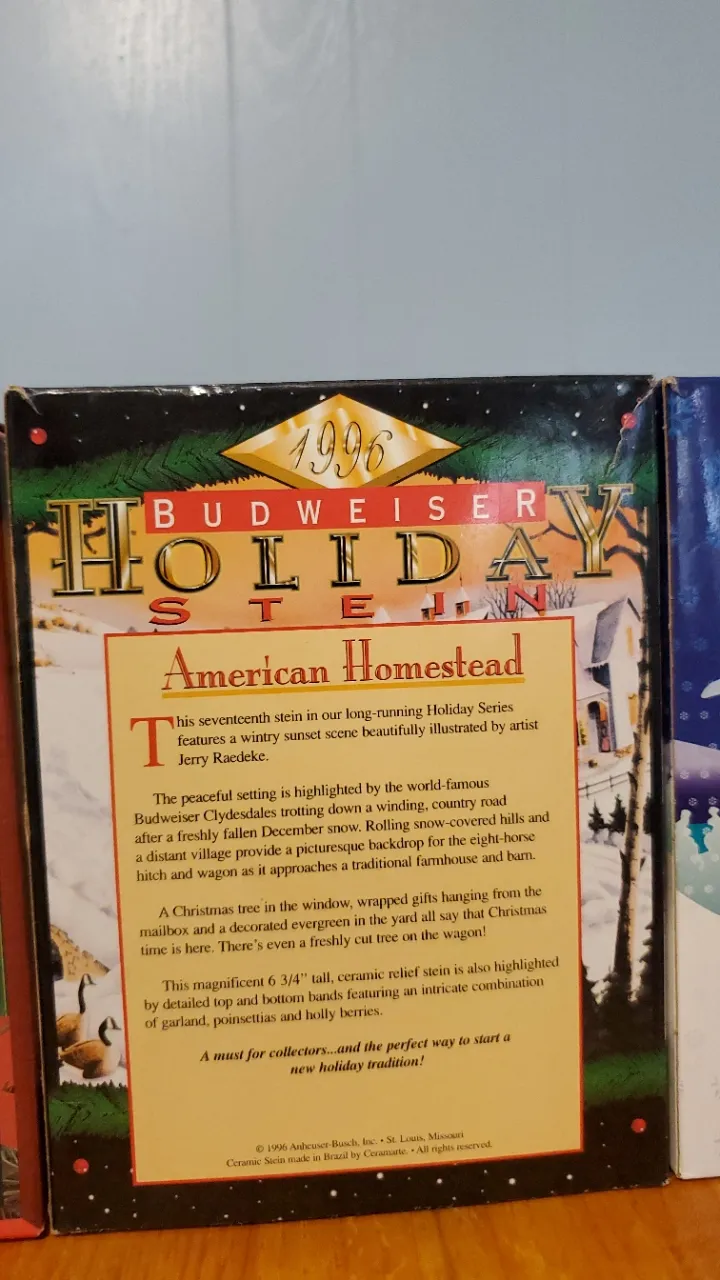 1996
BUDWEISER
HOLIDAY
STEIN
American Homestead
This seventeenth stein in our long-running Holiday Series
features a wintry sunset scene beautifully illustrated by artist
Jerry Raedeke.
The peaceful setting is highlighted by the world-famous
Budweiser Clydesdales trotting down a winding, country road
after a freshly fallen December snow. Rolling snow-covered hills and
a distant village provide a picturesque backdrop for the eight-horse
hitch and wagon as it approaches a traditional farmhouse and barn.
A Christmas tree in the window, wrapped gifts hanging from the
mailbox and a decorated evergreen in the yard all say that Christmas
time is here. There's even a freshly cut tree on the wagon!
This magnificent 6 3/4" tall, ceramic relief stein is also highlighted
by detailed top and bottom bands featuring an intricate combination
of garland, poinsettias and holly berries.
A must for collectors...and the perfect way to start a
new holiday tradition!
© 1996 Anheuser-Busch, Inc. • St. Louis, Missouri
Ceramic Stein made in Brazil by Ceramarte. • All rights reserved.